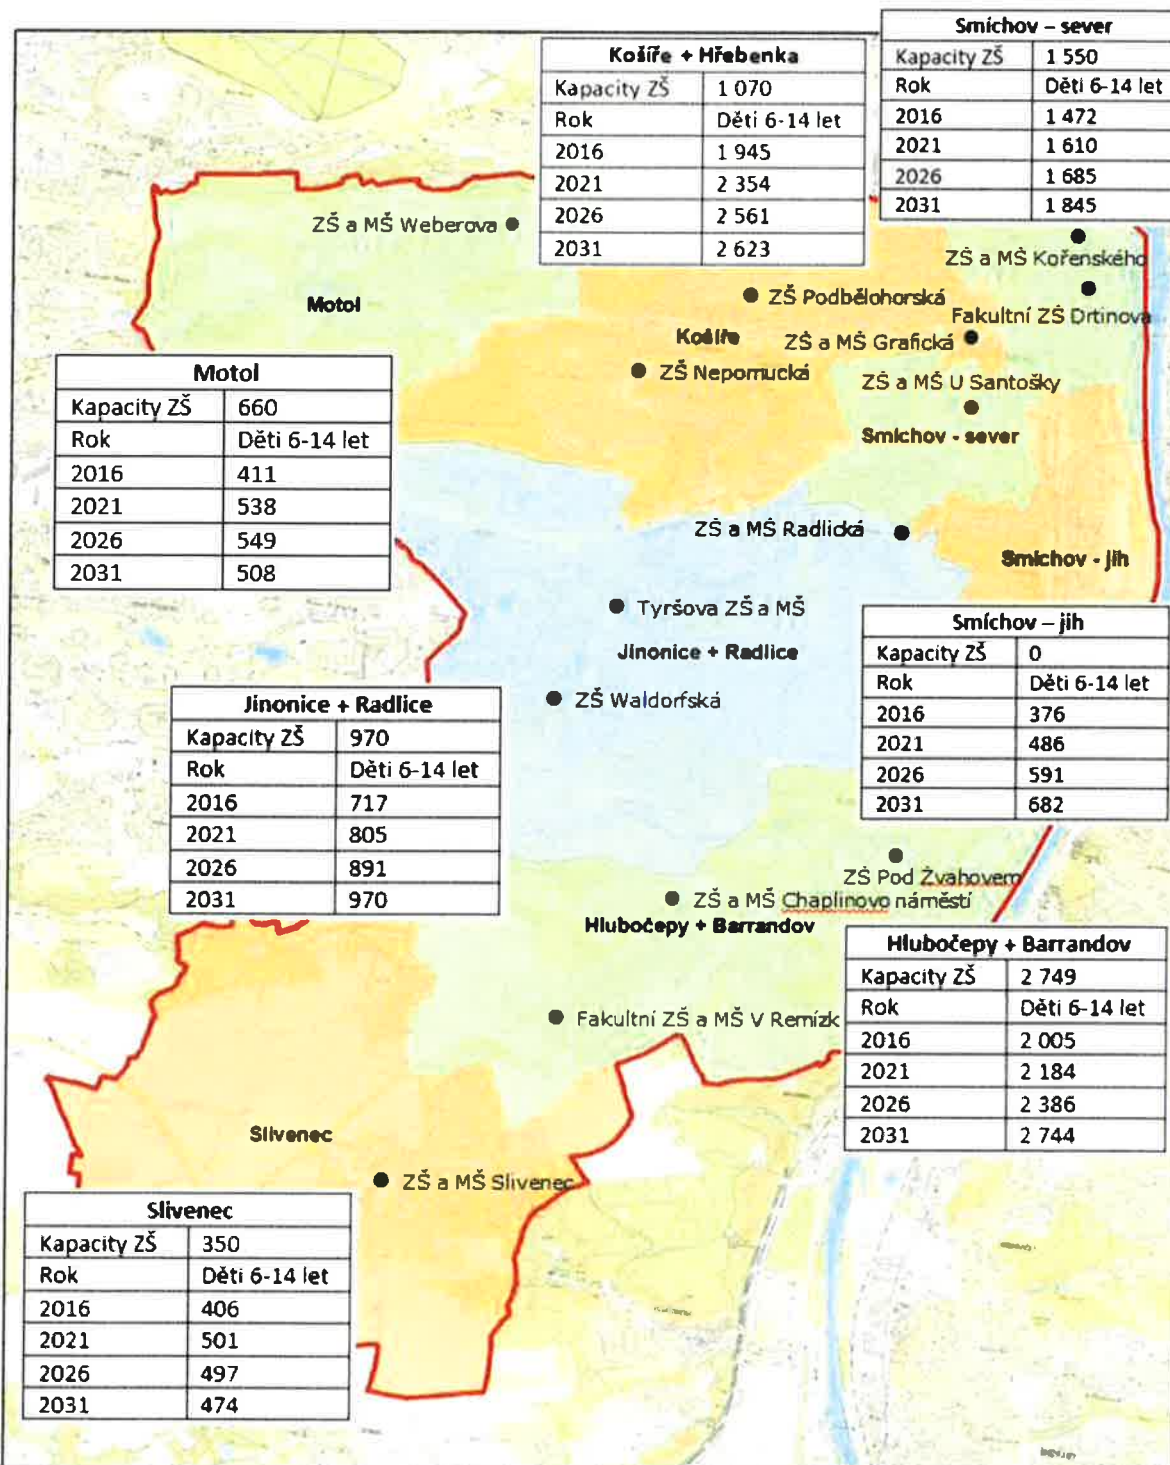 Smíchov – sever
Kapacity ZŠ 1 550
Rok Děti 6-14 let
2016 1 472
2021 1 610
2026 1 685
2031 1 845
Košíře + Hřebenka
Kapacity ZŠ 1 070
Rok Děti 6-14 let
2016 1 945
2021 2 354
2026 2 561
2031 2 623
ZŠ a MŠ Weberova
ZŠ a MŠ Kořenského
Motol
ZŠ Podbělohorská
Fakultní ZŠ Drtinova
Košíře
ZŠ a MŠ Grafická
ZŠ Nepomucká
ZŠ a MŠ U Santošky
Smíchov - sever
Motol
Kapacity ZŠ 660
Rok Děti 6-14 let
2016 411
2021 538
2026 549
2031 508
ZŠ a MŠ Radlická
Smíchov - jih
Tyršova ZŠ a MŠ
Jinonice + Radlice
ZŠ Waldorfská
Smíchov – jih
Kapacity ZŠ 0
Rok Děti 6-14 let
2016 376
2021 486
2026 591
2031 682
Jinonice + Radlice
Kapacity ZŠ 970
Rok Děti 6-14 let
2016 717
2021 805
2026 891
2031 970
ZŠ Pod Žvahovem
ZŠ a MŠ Chaplinovo náměstí
Hlubočepy + Barrandov
Hlubočepy + Barrandov
Kapacity ZŠ 2 749
Rok Děti 6-14 let
2016 2 005
2021 2 184
2026 2 386
2031 2 744
Fakultní ZŠ a MŠ V Remízk
Slivenec
ZŠ a MŠ Slivenec
Slivenec
Kapacity ZŠ 350
Rok Děti 6-14 let
2016 406
2021 501
2026 497
2031 474